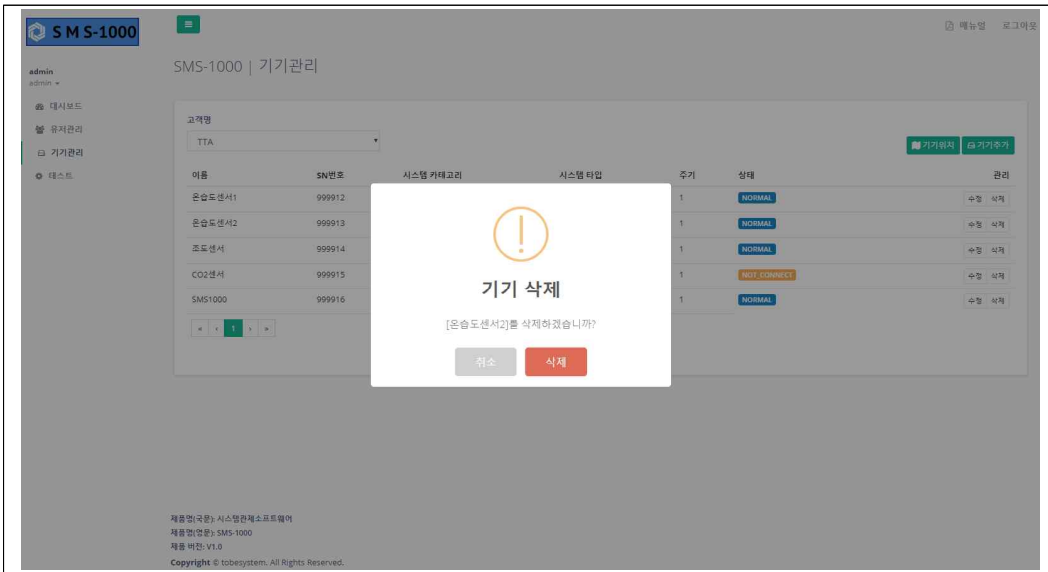 S M S-1000
매뉴얼 로그아웃
admin
admin
SMS-1000 | 기기관리
대시보드
유저관리
기기관리
테스트
고객명
TTA
기기위치 기기추가
이름 SN번호 시스템 카테고리 시스템 타입 주기 상태 관리
온습도센서1 999912 1 NORMAL 수정 삭제
온습도센서2 999913 1 NORMAL 수정 삭제
조도센서 999914 1 NORMAL 수정 삭제
CO2센서 999915 1 NOT_CONNECT 수정 삭제
SMS1000 999916 1 NORMAL 수정 삭제
« ‹ 1 › »
기기 삭제
[온습도센서2]를 삭제하겠습니까?
취소 삭제
제품명(국문): 시스템관제소프트웨어
제품명(영문): SMS-1000
제품 버전: V1.0
Copyright © tobesystem. All Rights Reserved.